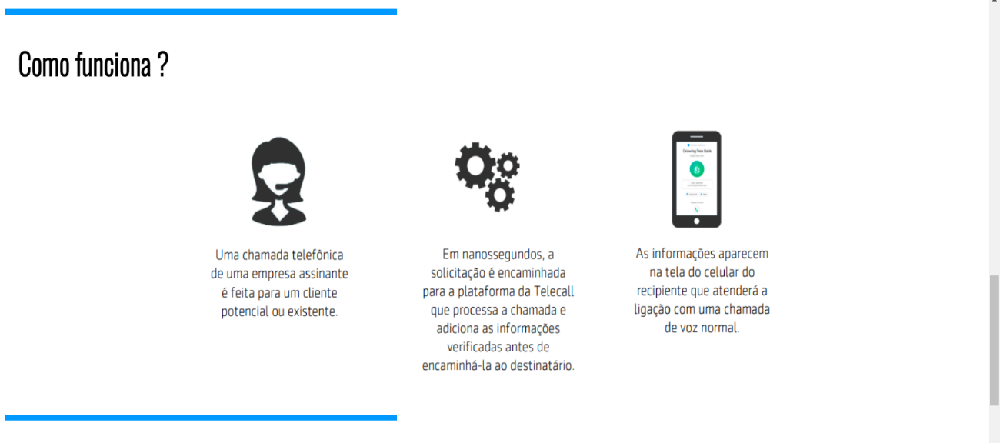 Como funciona ?
Uma chamada telefônica
de uma empresa assinante
é feita para um cliente
potencial ou existente.
Em nanossegundos, a
solicitação é encaminhada
para a plataforma da Telecall
que processa a chamada e
adiciona as informações
verificadas antes de
encaminhá-la ao destinatário.
Growing Tree Bank
As informações aparecem
na tela do celular do
recipiente que atenderá a
ligação com uma chamada
de voz normal.